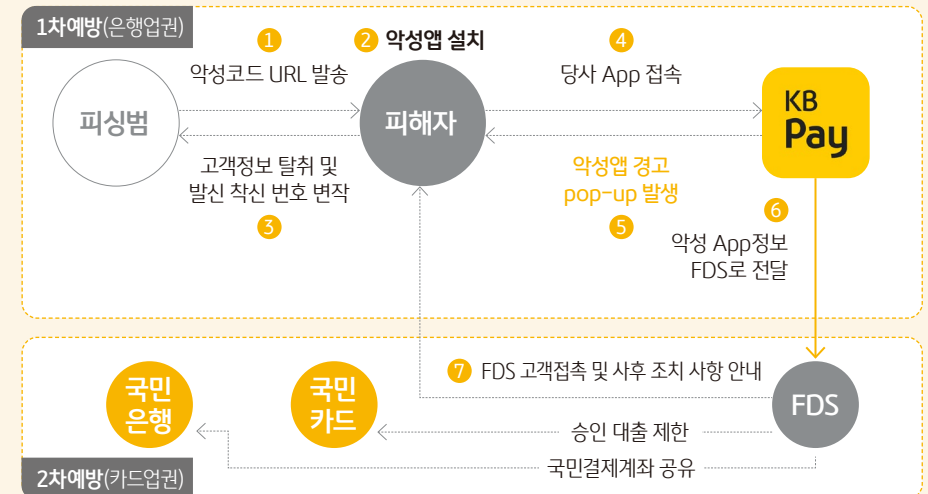 1차예방(은행업권)
1
악성코드 URL 발송
2 악성앱 설치
4
당사 App 접속
피싱범
피해자
KB
Pay
고객정보 탈취 및
발신 착신 번호 변작
3
악성앱 경고
pop-up 발생
5
6
악성 App정보
FDS로 전달
7 FDS 고객접촉 및 사후 조치 사항 안내
국민
은행
국민
카드
FDS
승인 대출 제한
국민결제계좌 공유
2차예방(카드업권)